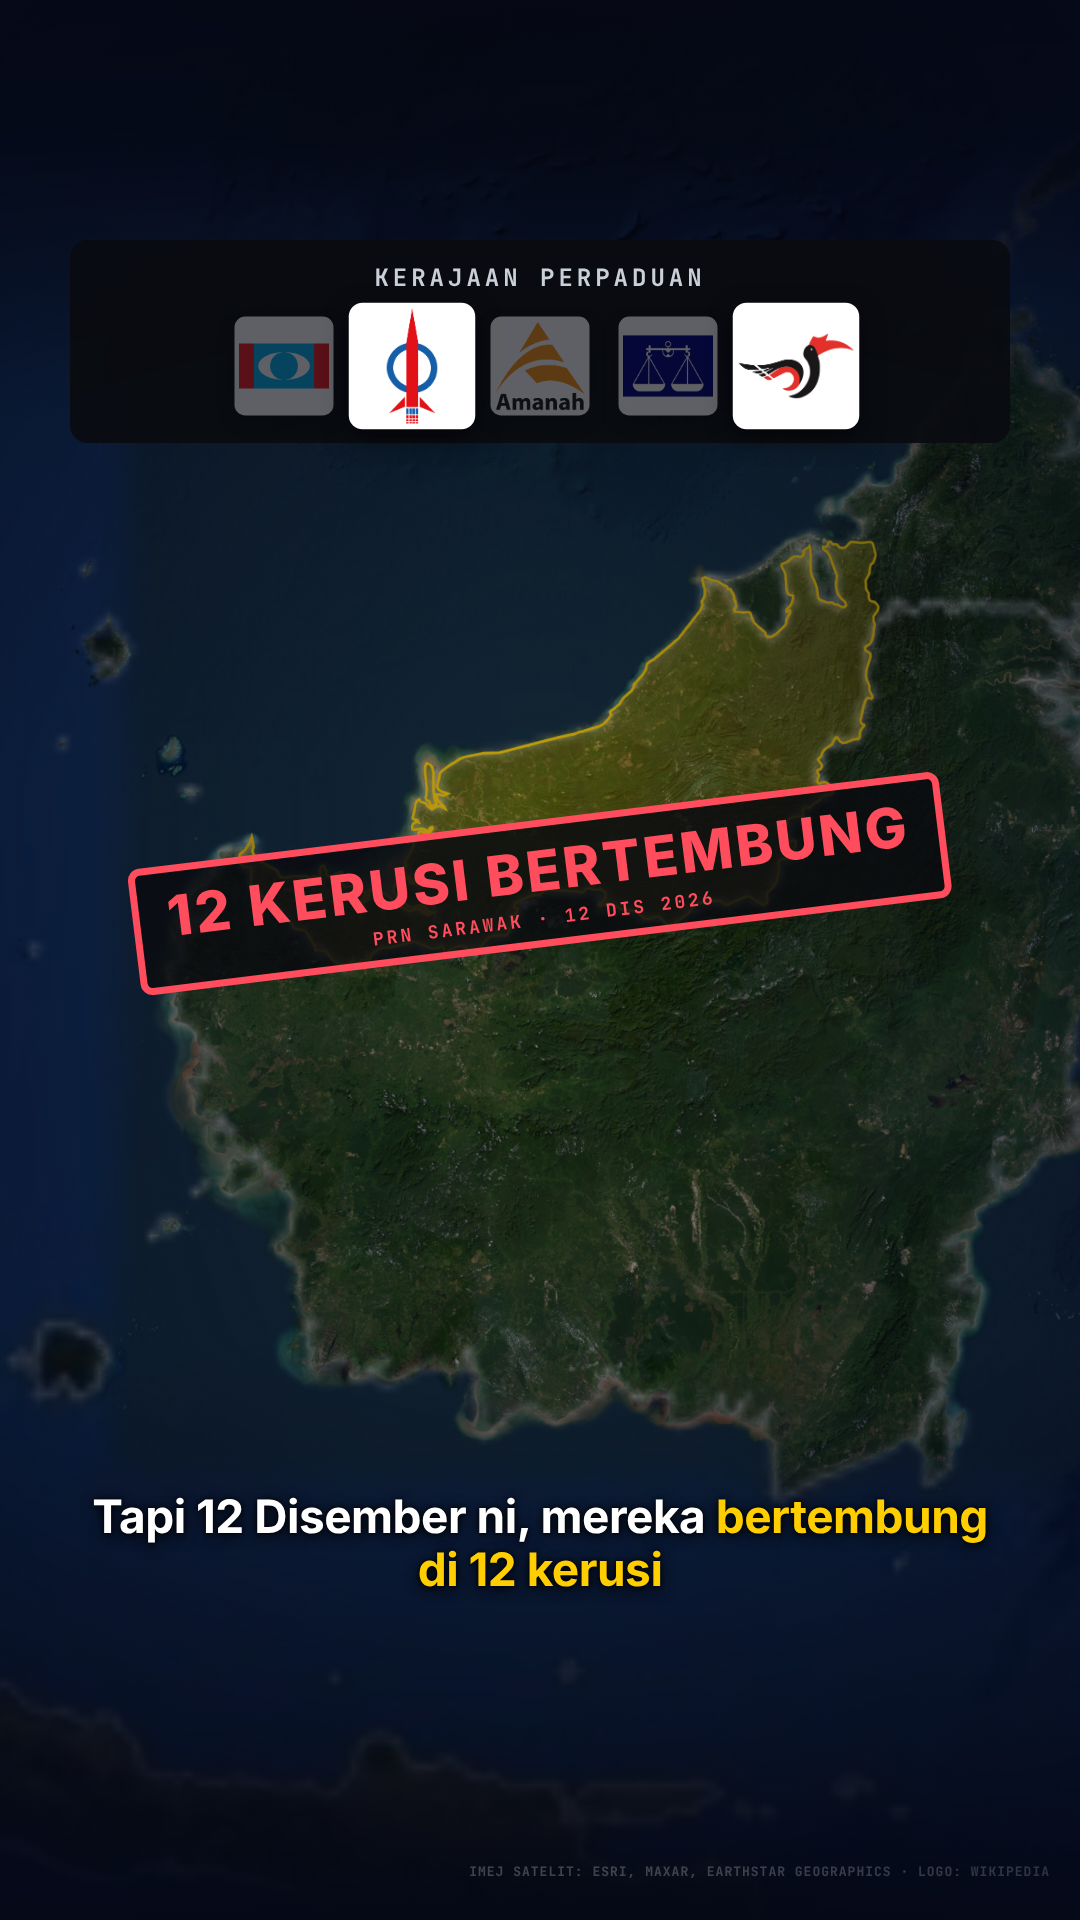 KERAJAAN PERPADUAN
Amanah
12 KERUSI BERTEMBUNG
PRN SARAWAK · 12 DIS 2026
Tapi 12 Disember ni, mereka bertembung
di 12 kerusi
IMEJ SATELIT: ESRI, MAXAR, EARTHSTAR GEOGRAPHICS · LOGO: WIKIPEDIA